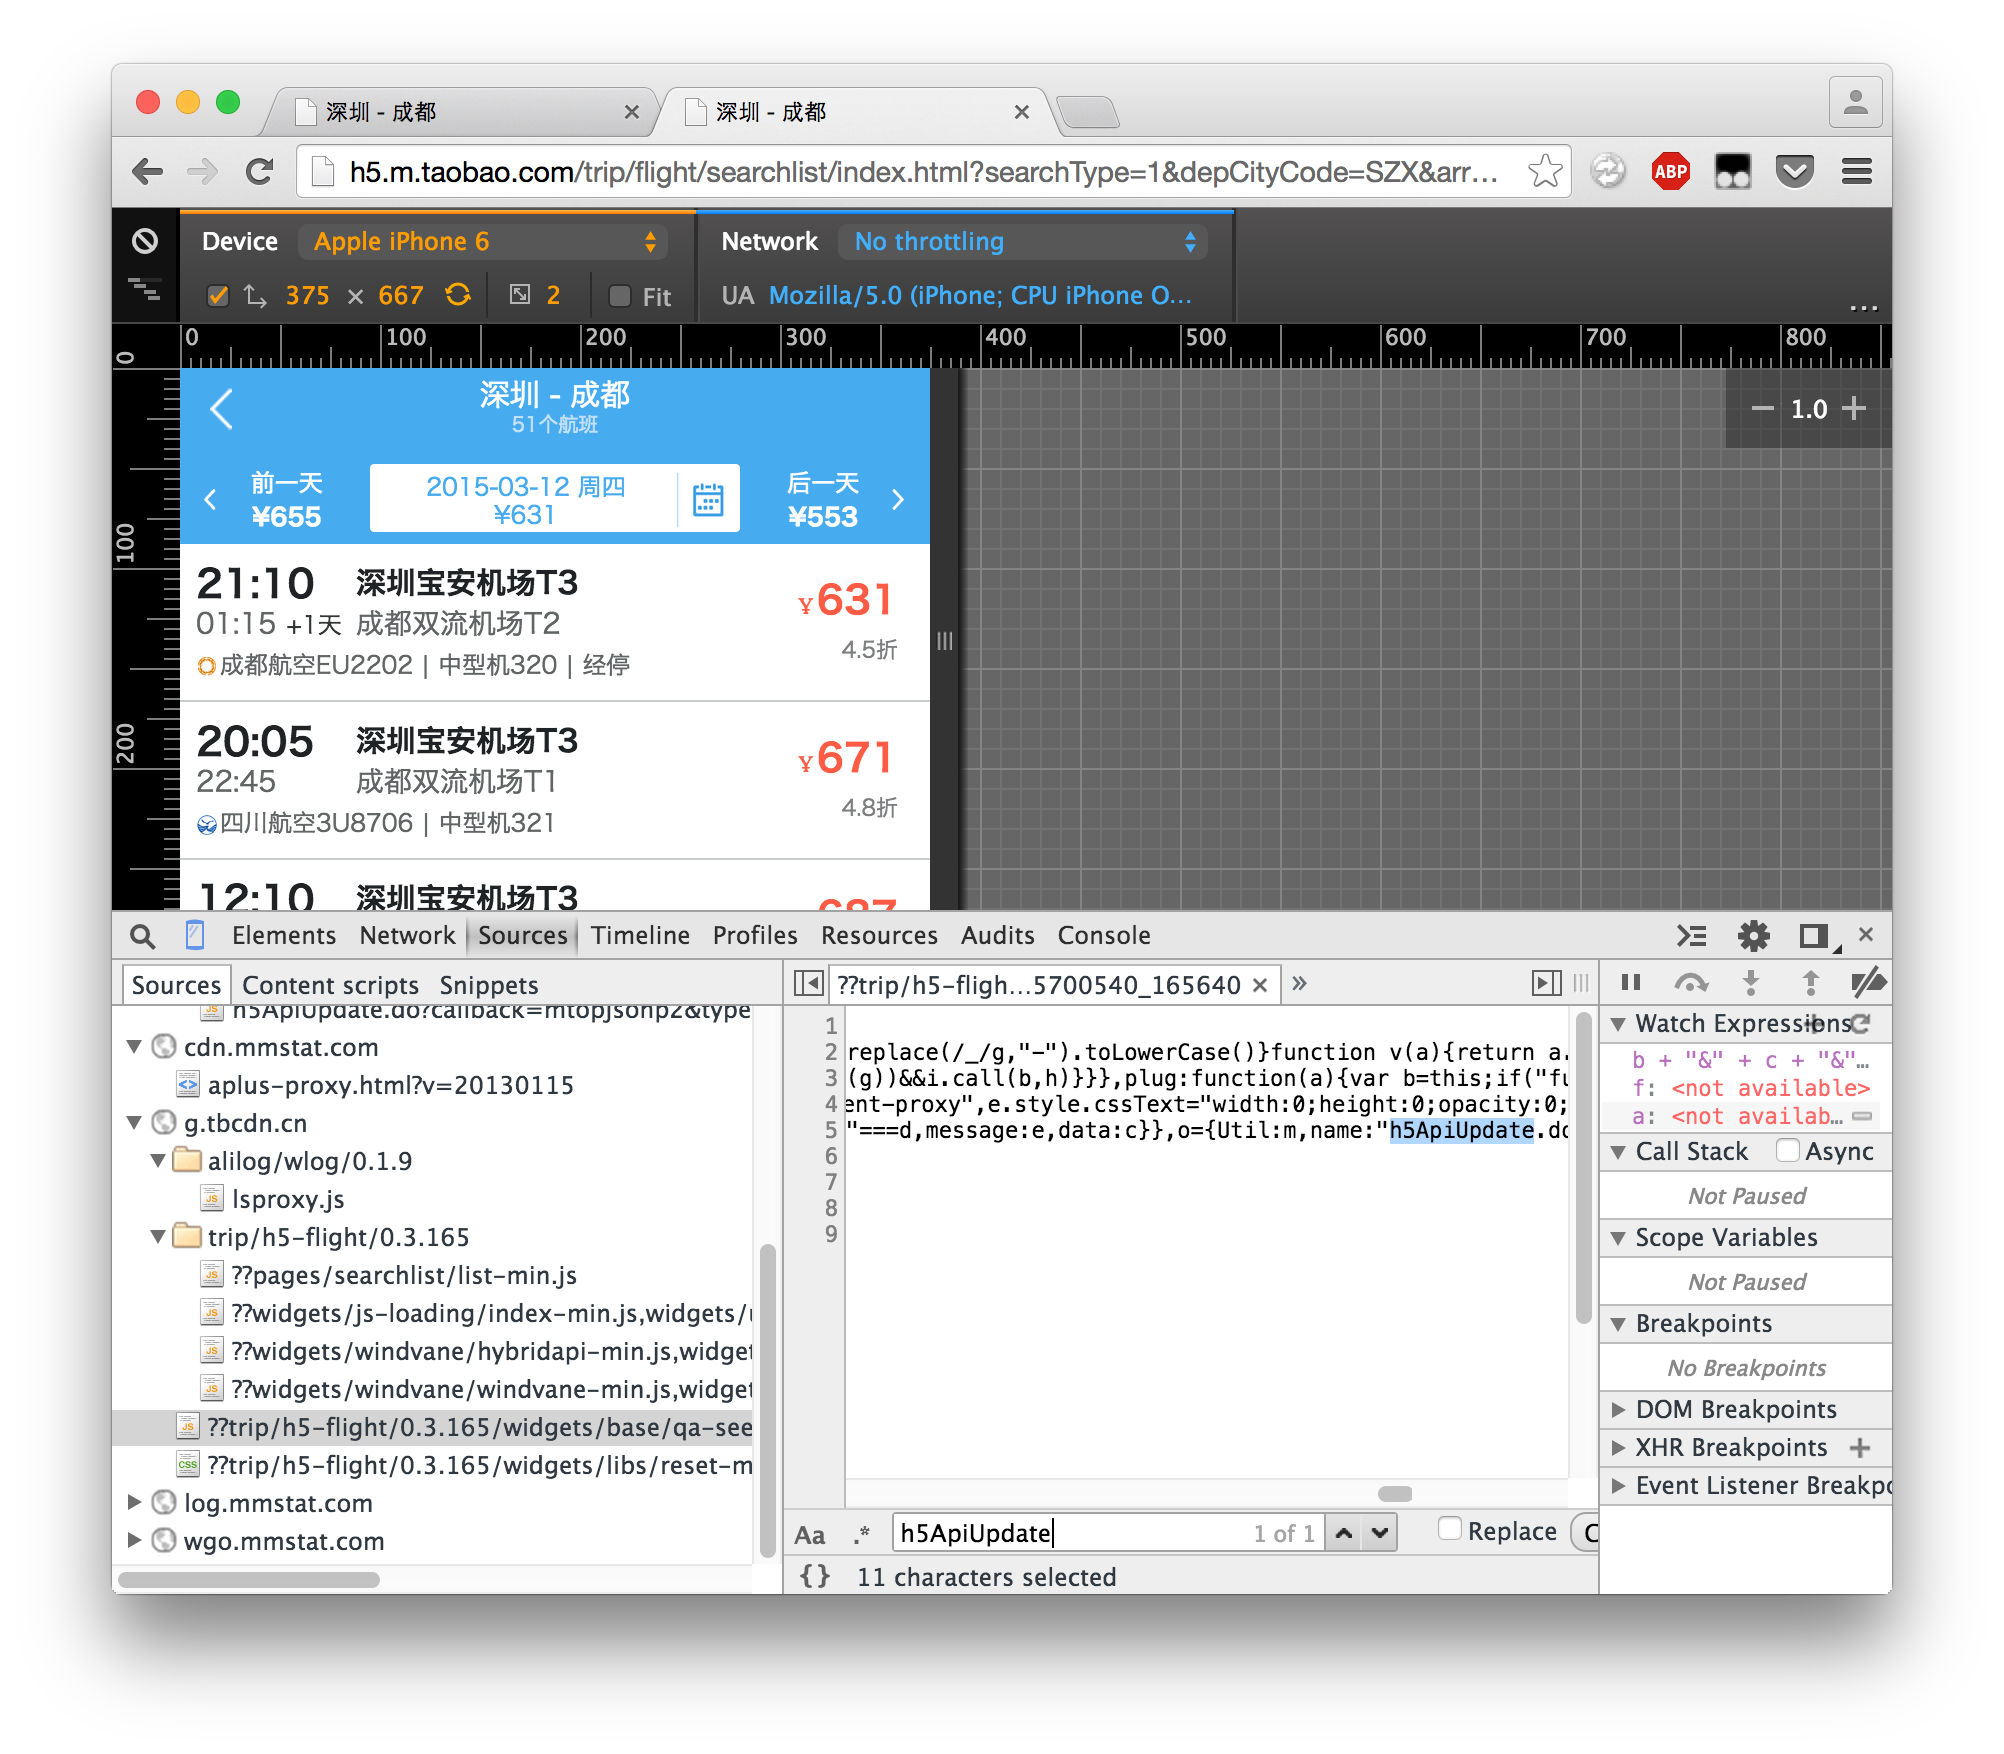 深圳 - 成都
深圳 - 成都
h5.m.taobao.com/trip/flight/searchlist/index.html?searchType=1&depCityCode=SZX&arr...
ABP
Device Apple iPhone 6
Network No throttling
375 × 667 2 Fit
UA Mozilla/5.0 (iPhone; CPU iPhone O...
...
0 100 200 300 400 500 600 700 800
0
100
200
1.0
深圳 - 成都
51个航班
前一天
¥655
2015-03-12 周四
¥631
后一天
¥553
21:10 深圳宝安机场T3
¥631
01:15 +1天 成都双流机场T2
4.5折
成都航空EU2202 | 中型机320 | 经停
20:05 深圳宝安机场T3
¥671
22:45 成都双流机场T1
4.8折
四川航空3U8706 | 中型机321
12:10 深圳宝安机场T3
687
Elements Network Sources Timeline Profiles Resources Audits Console
Sources Content scripts Snippets
h5ApiUpdate.do?callback=mtopjsonp2&type
cdn.mmstat.com
aplus-proxy.html?v=20130115
g.tbcdn.cn
alilog/wlog/0.1.9
lsproxy.js
trip/h5-flight/0.3.165
??pages/searchlist/list-min.js
??widgets/js-loading/index-min.js,widgets/
??widgets/windvane/hybridapi-min.js,widget
??widgets/windvane/windvane-min.js,widget
??trip/h5-flight/0.3.165/widgets/base/qa-see
??trip/h5-flight/0.3.165/widgets/libs/reset-m
log.mmstat.com
wgo.mmstat.com
??trip/h5-fligh...5700540_165640 × »
1
2 replace(/_/g,"-").toLowerCase()}function v(a){return a.
3 (g))&&i.call(b,h)}}},plug:function(a){var b=this;if("fu
4 ent-proxy",e.style.cssText="width:0;height:0;opacity:0;
5 "===d,message:e,data:c}},o={Util:m,name:"h5ApiUpdate.do
6
7
8
9
Aa .* h5ApiUpdate 1 of 1 Replace C
{} 11 characters selected
Watch Expressions
b + "&" + c + "&"...
f: <not available>
a: <not availab...
Call Stack Async
Not Paused
Scope Variables
Not Paused
Breakpoints
No Breakpoints
DOM Breakpoints
XHR Breakpoints
Event Listener Breakpo